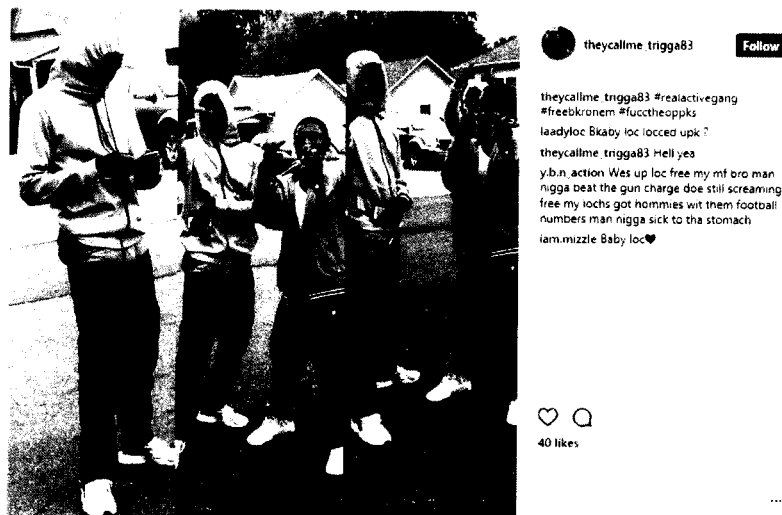 theycallme_trigga83
Follow
theycallme_trigga83 #realactivegang
#freebkronem #fucctheoppks
laadyloc Bkaby loc locced upk ?
theycallme_trigga83 Hell yea
y.b.n_action Wes up loc free my mf bro man
nigga beat the gun charge doe still screaming
free my lochs got hommies wit them football
numbers man nigga sick to tha stomach
iam.mizzle Baby loc🖤
40 likes
...